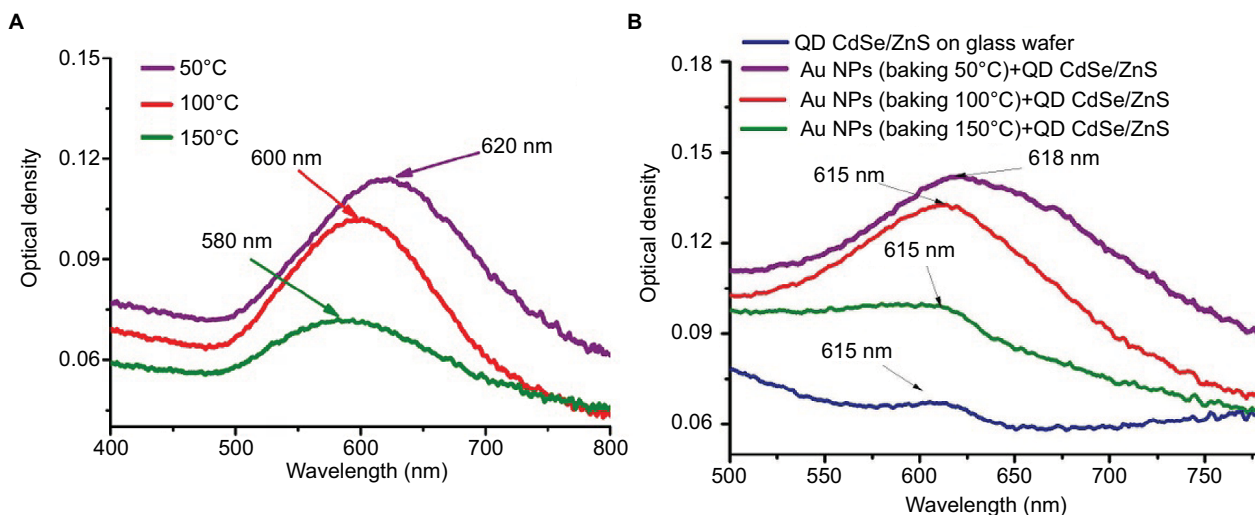 A
0.15
0.12
0.09
0.06
Optical density
50°C
100°C
150°C
600 nm
620 nm
580 nm
400
500
600
700
800
Wavelength (nm)
B
QD CdSe/ZnS on glass wafer
Au NPs (baking 50°C)+QD CdSe/ZnS
Au NPs (baking 100°C)+QD CdSe/ZnS
Au NPs (baking 150°C)+QD CdSe/ZnS
0.18
0.15
0.12
0.09
0.06
Optical density
618 nm
615 nm
615 nm
615 nm
500
550
600
650
700
750
Wavelength (nm)